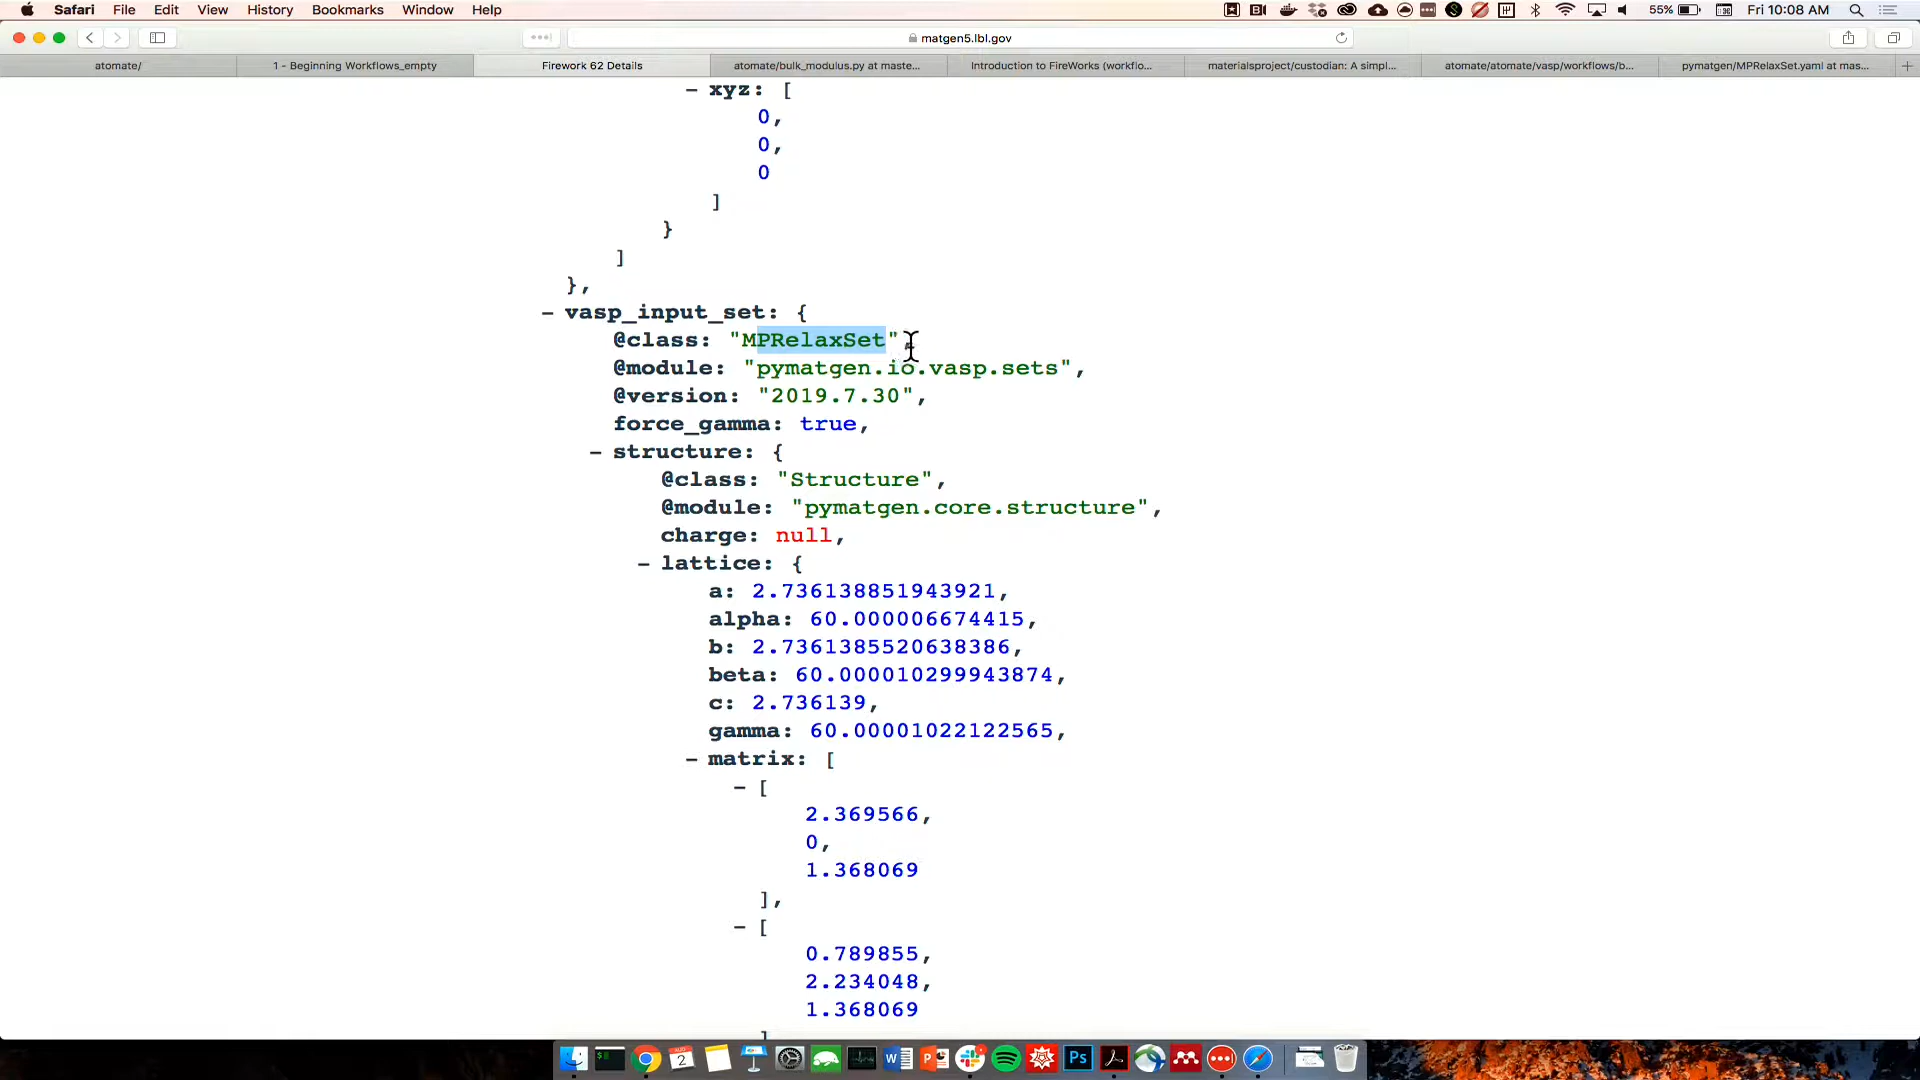 Safari File Edit View History Bookmarks Window Help 55% Fri 10:08 AM
matgen5.lbl.gov
atomate/ 1 - Beginning Workflows_empty Firework 62 Details atomate/bulk_modulus.py at maste... Introduction to FireWorks (workflo... materialsproject/custodian: A simpl... atomate/atomate/vasp/workflows/b... pymatgen/MPRelaxSet.yaml at mas...
- xyz: [
0,
0,
0
]
}
]
},
- vasp_input_set: {
@class: "MPRelaxSet",
@module: "pymatgen.io.vasp.sets",
@version: "2019.7.30",
force_gamma: true,
- structure: {
@class: "Structure",
@module: "pymatgen.core.structure",
charge: null,
- lattice: {
a: 2.736138851943921,
alpha: 60.000006674415,
b: 2.7361385520638386,
beta: 60.000010299943874,
c: 2.736139,
gamma: 60.00001022122565,
- matrix: [
- [
2.369566,
0,
1.368069
],
- [
0.789855,
2.234048,
1.368069
]
2
W
P
Ps